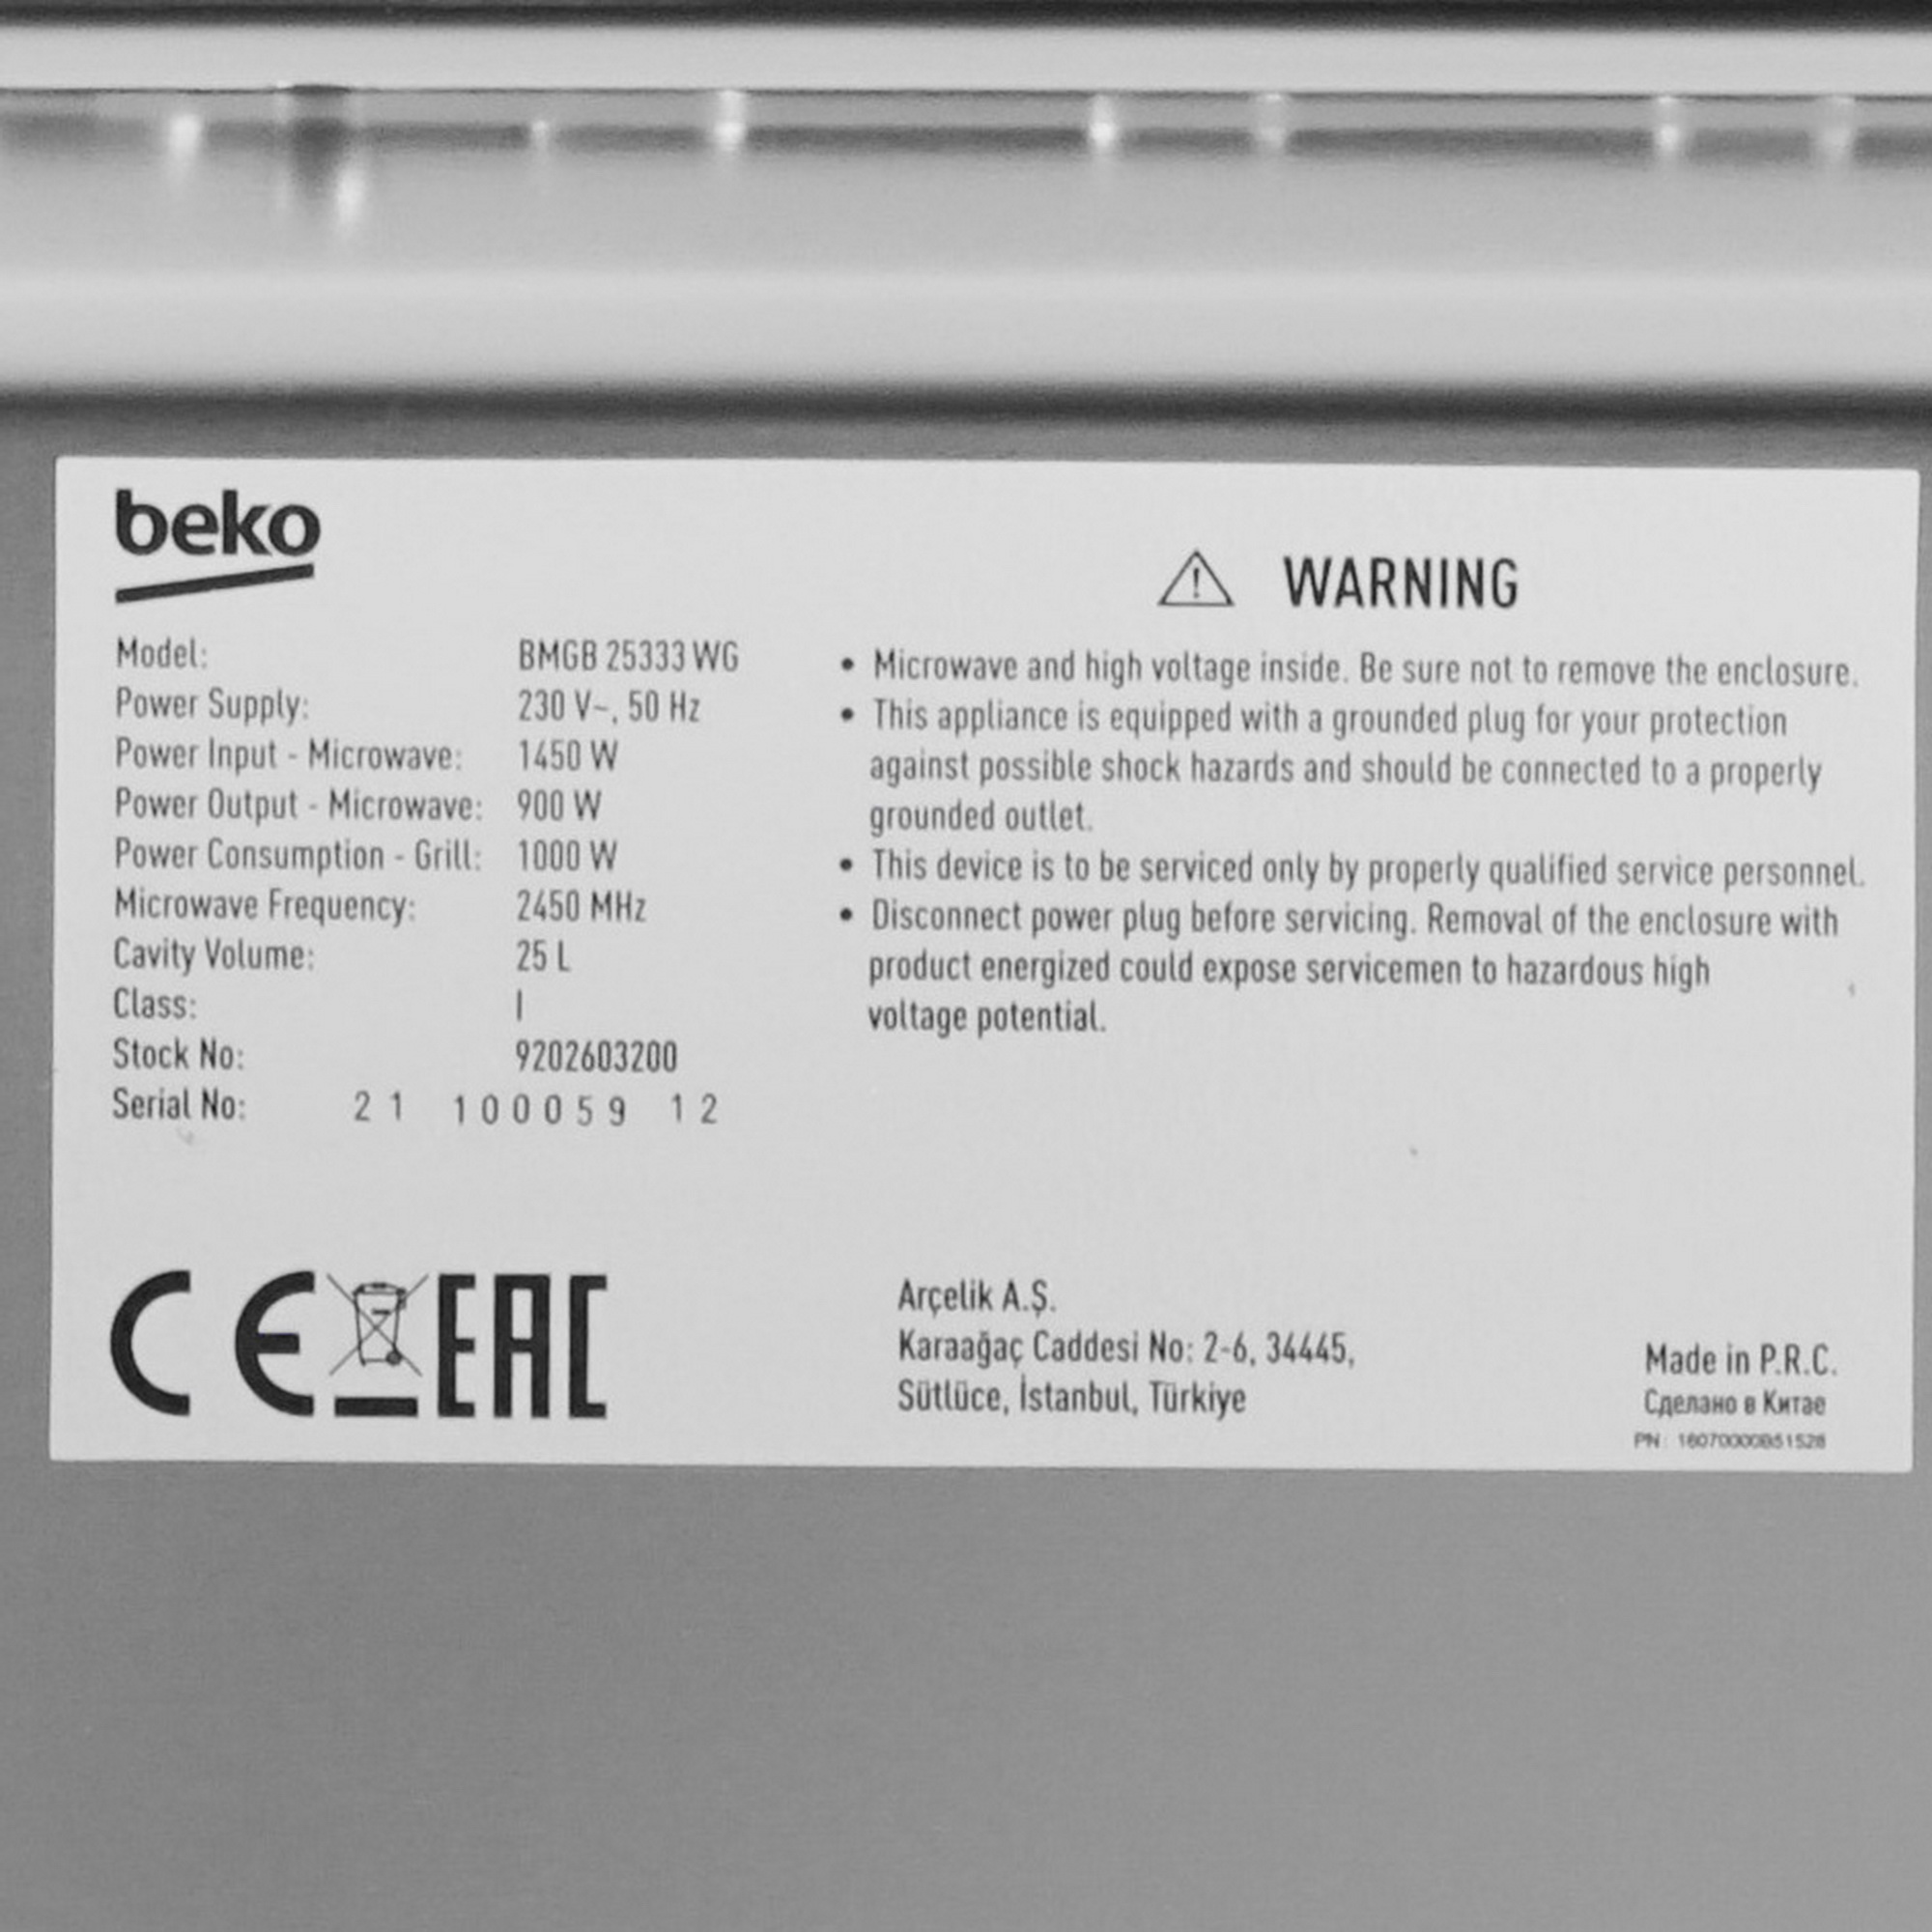 beko
Model: BMGB 25333 WG
Power Supply: 230 V~, 50 Hz
Power Input - Microwave: 1450 W
Power Output - Microwave: 900 W
Power Consumption - Grill: 1000 W
Microwave Frequency: 2450 MHz
Cavity Volume: 25 L
Class: I
Stock No: 9202603200
Serial No: 21 100059 12
WARNING
• Microwave and high voltage inside. Be sure not to remove the enclosure.
• This appliance is equipped with a grounded plug for your protection
against possible shock hazards and should be connected to a properly
grounded outlet.
• This device is to be serviced only by properly qualified service personnel.
• Disconnect power plug before servicing. Removal of the enclosure with
product energized could expose servicemen to hazardous high
voltage potential.
CE EAC
Arçelik A.Ş.
Karaağaç Caddesi No: 2-6, 34445,
Sütlüce, İstanbul, Türkiye
Made in P.R.C.
Сделано в Китае
PN: